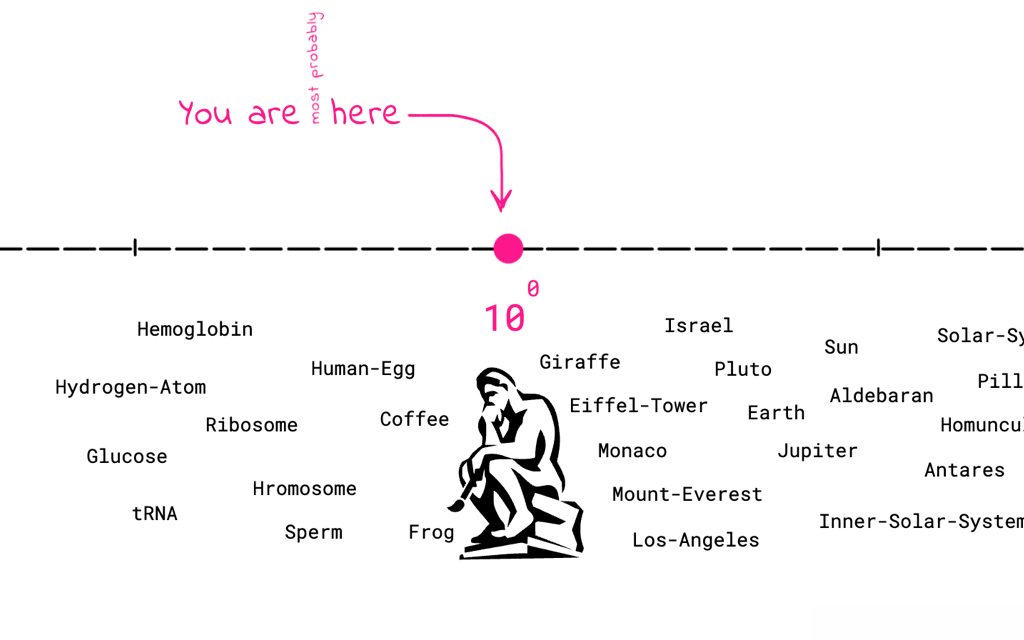 most probably
You are here
10^0
Israel
Hemoglobin
Solar-Sy
Sun
Giraffe
Human-Egg
Pluto
Pill
Hydrogen-Atom
Aldebaran
Eiffel-Tower
Earth
Coffee
Ribosome
Homuncul
Monaco
Jupiter
Glucose
Antares
Hromosome
Mount-Everest
tRNA
Inner-Solar-System
Sperm
Frog
Los-Angeles